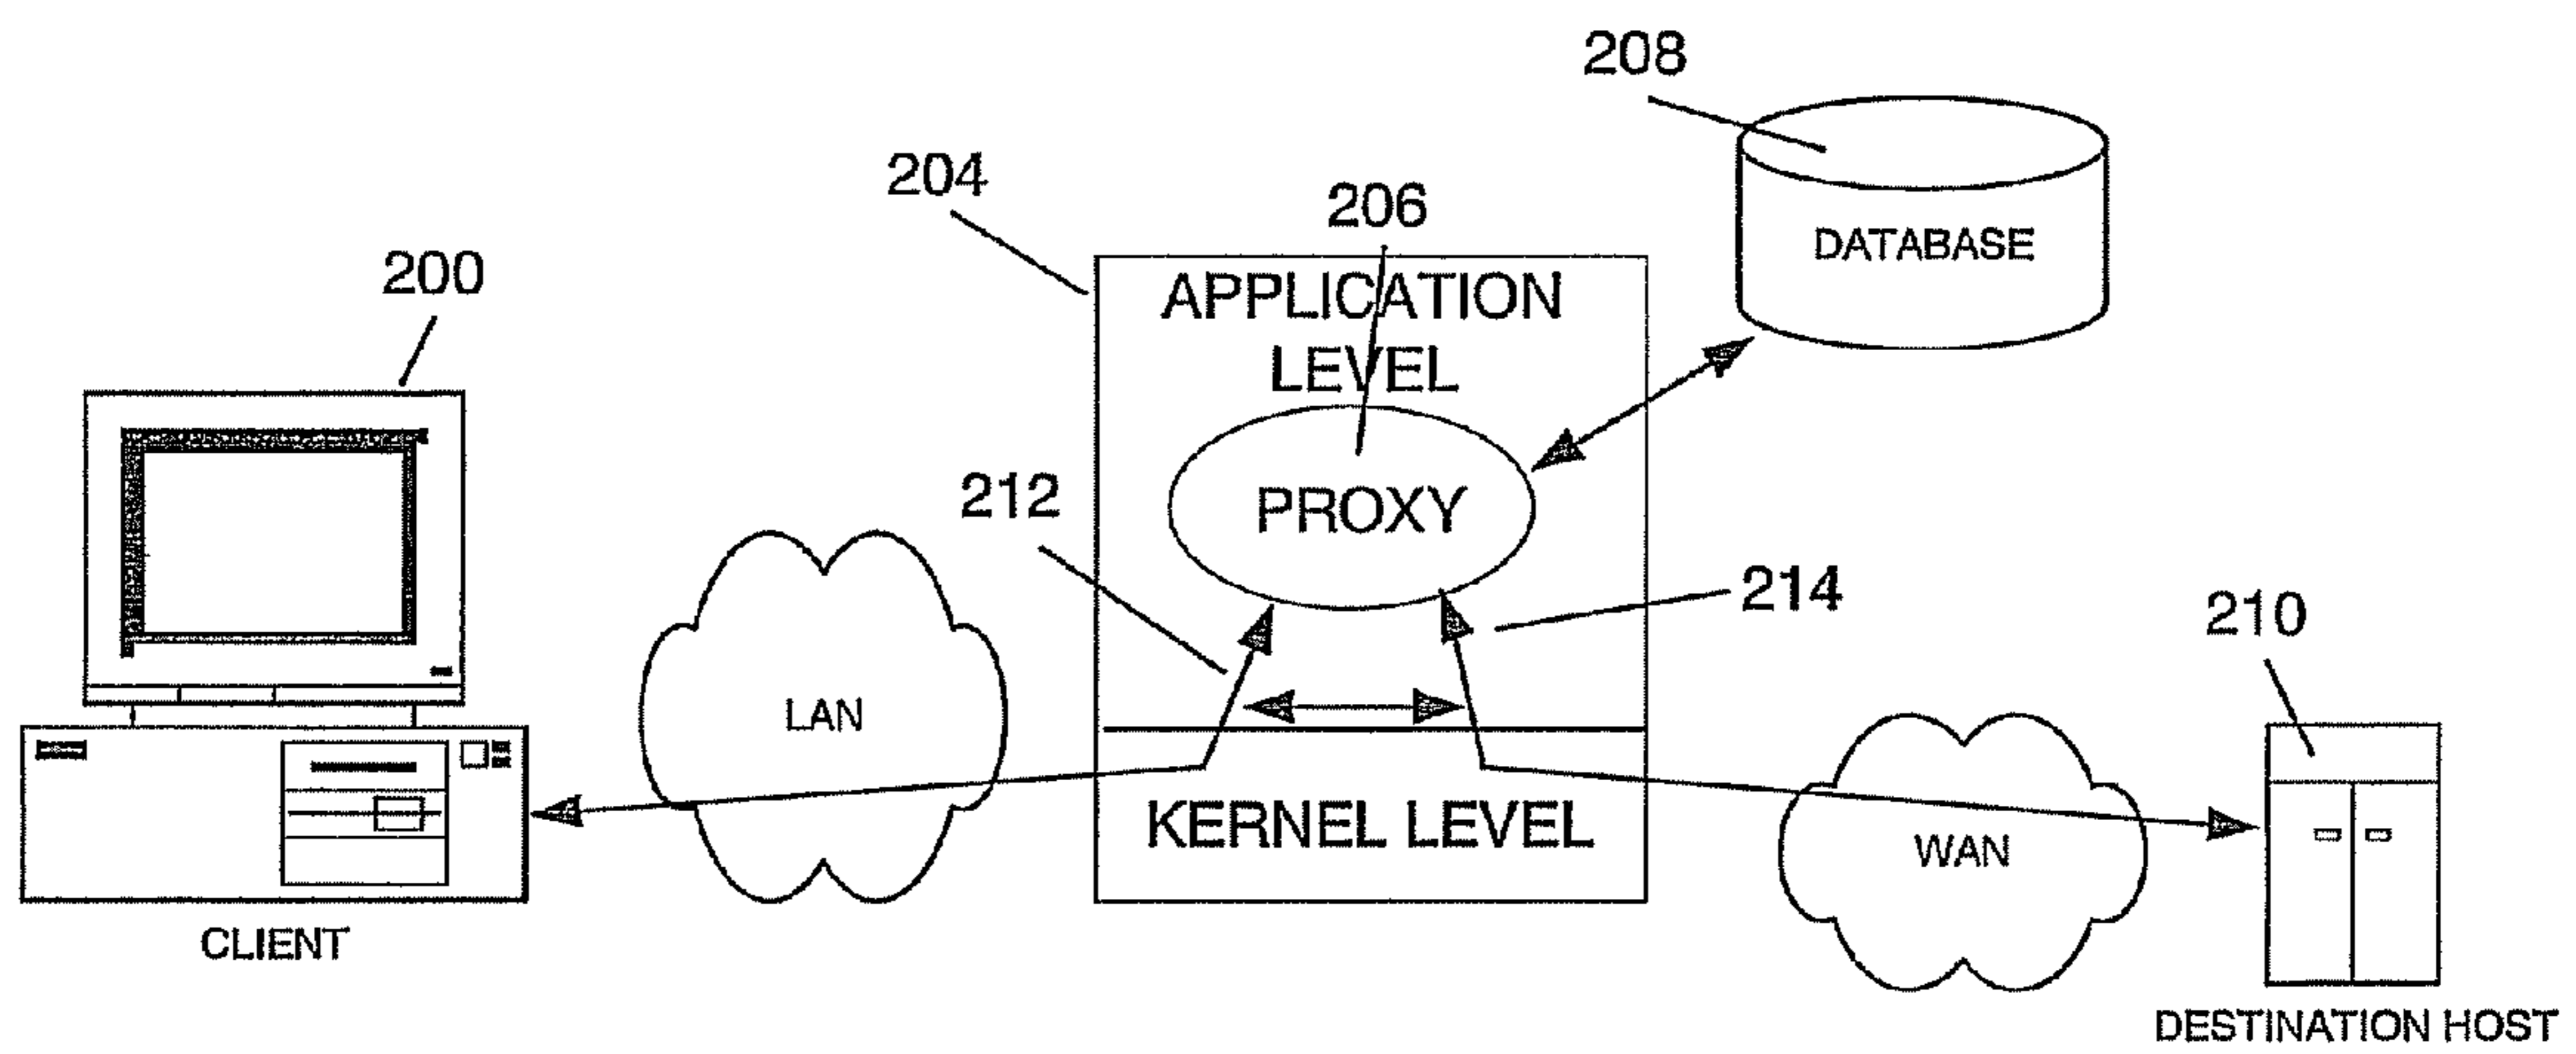 208
204
206
DATABASE
200
APPLICATION
LEVEL
212
PROXY
214
210
LAN
KERNEL LEVEL
WAN
CLIENT
DESTINATION HOST